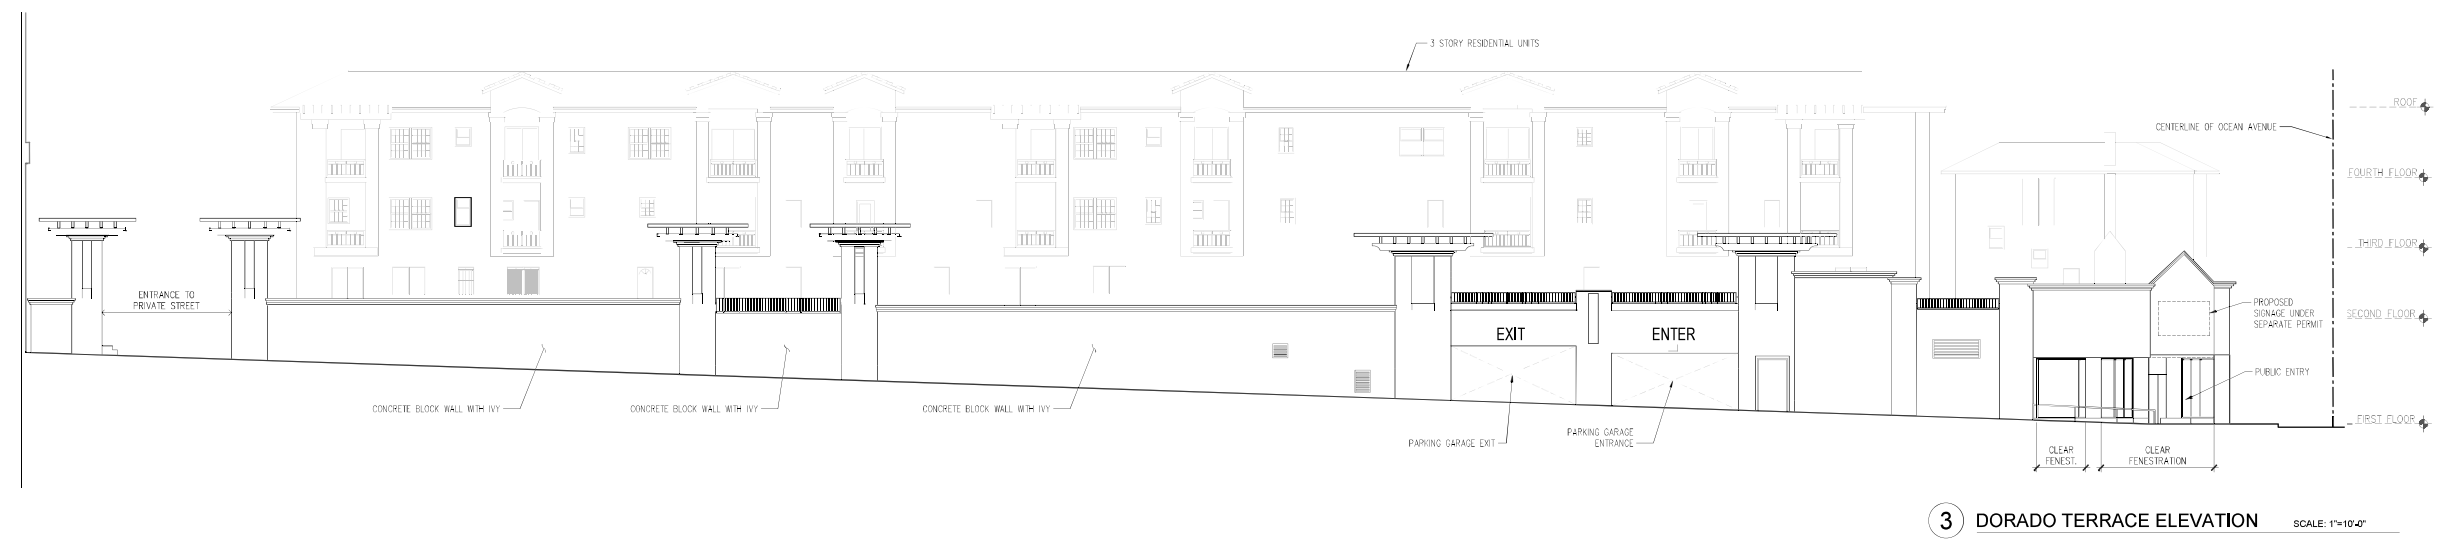 3 STORY RESIDENTIAL UNITS
ROOF
CENTERLINE OF OCEAN AVENUE
FOURTH FLOOR
THIRD FLOOR
ENTRANCE TO
PRIVATE STREET
PROPOSED
SIGNAGE UNDER
SEPARATE PERMIT
SECOND FLOOR
EXIT
ENTER
PUBLIC ENTRY
CONCRETE BLOCK WALL WITH IVY
CONCRETE BLOCK WALL WITH IVY
CONCRETE BLOCK WALL WITH IVY
FIRST FLOOR
PARKING GARAGE EXIT
PARKING GARAGE
ENTRANCE
CLEAR
FENEST.
CLEAR
FENESTRATION
3 DORADO TERRACE ELEVATION SCALE: 1"=10'-0"